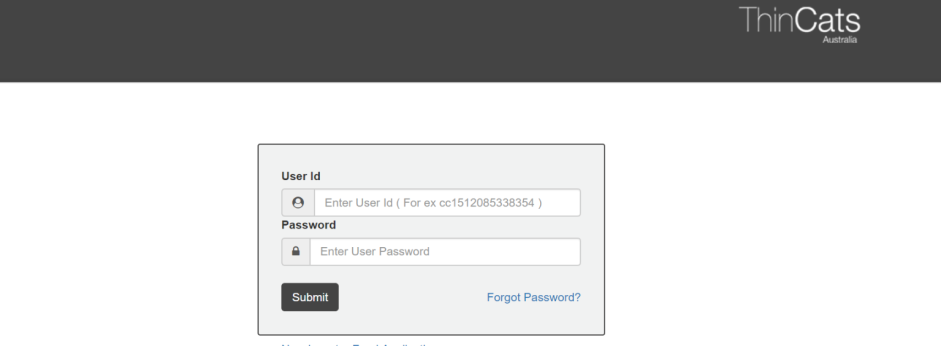 ThinCats
Australia
User Id
Enter User Id ( For ex cc1512085338354 )
Password
Enter User Password
Submit
Forgot Password?